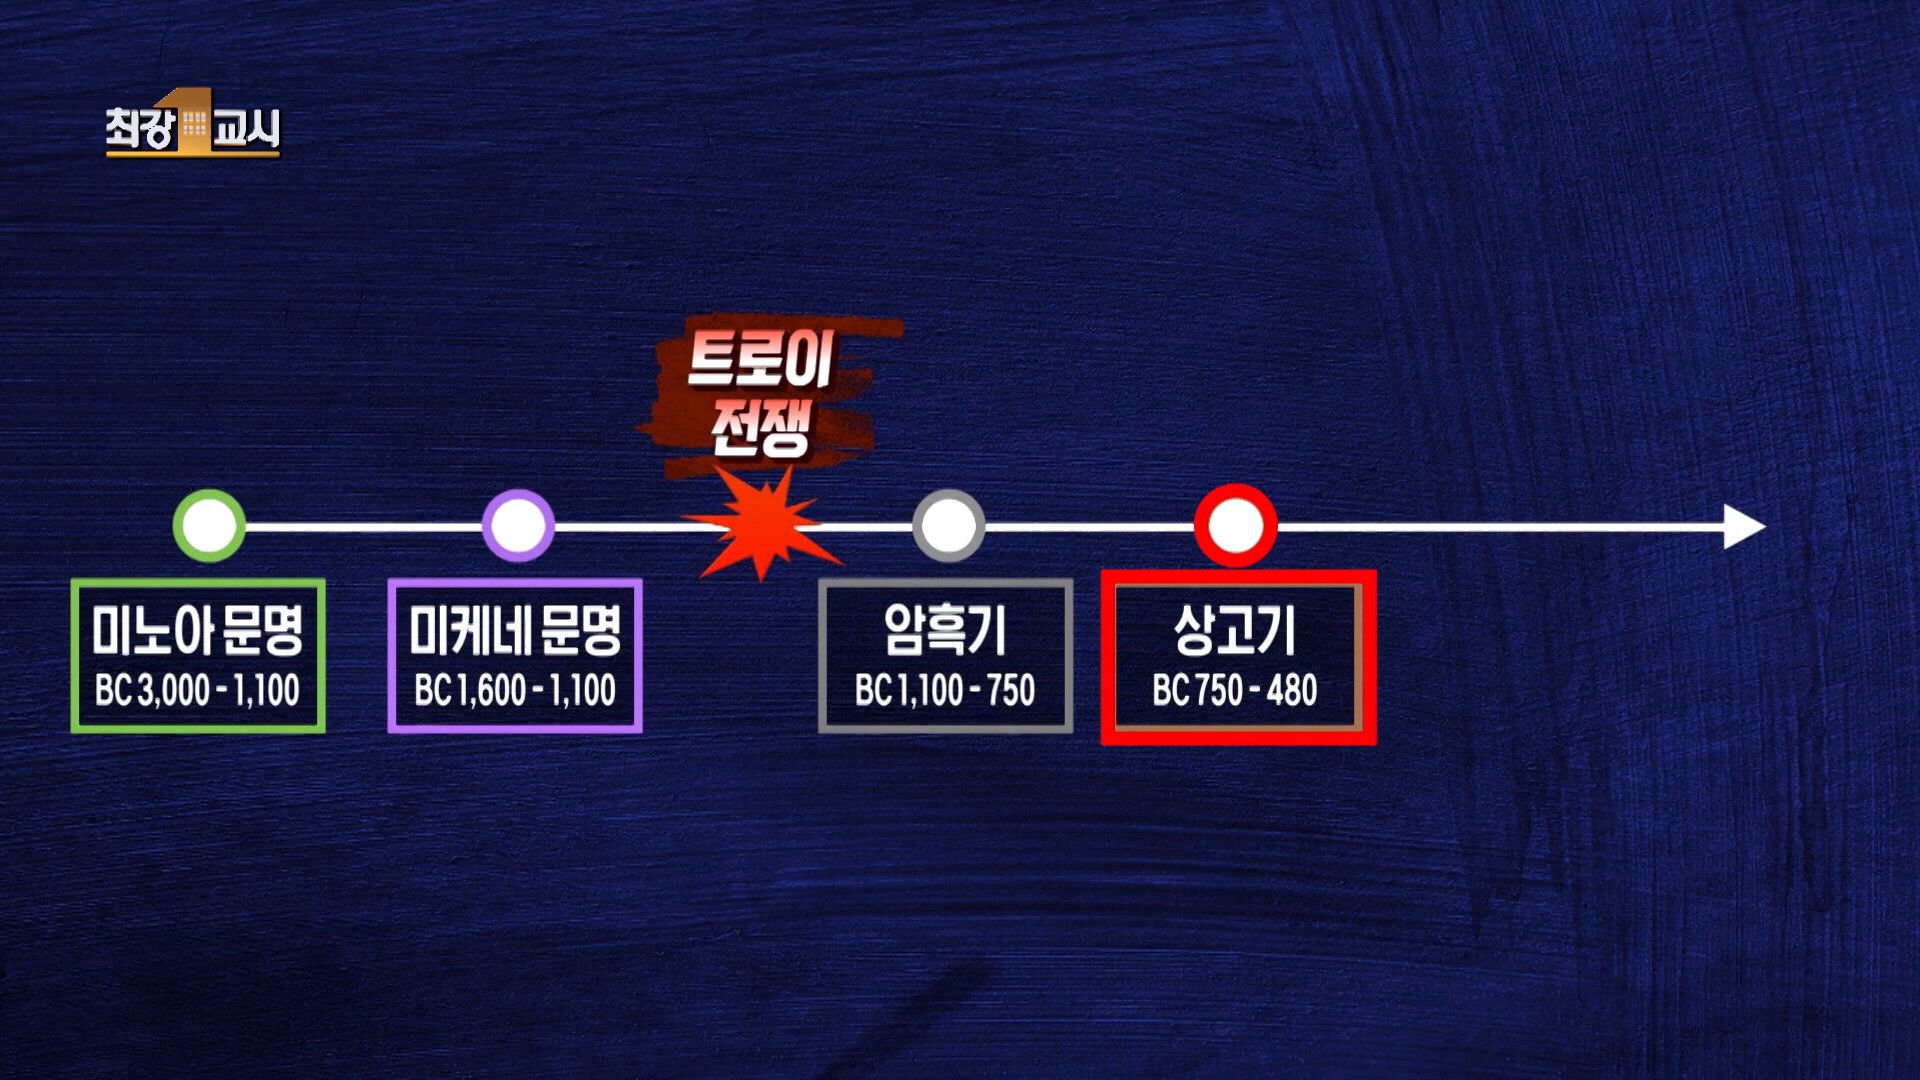 최강1교시
트로이
전쟁
미노아 문명
BC 3,000 - 1,100
미케네 문명
BC 1,600 - 1,100
암흑기
BC 1,100 - 750
상고기
BC 750 - 480